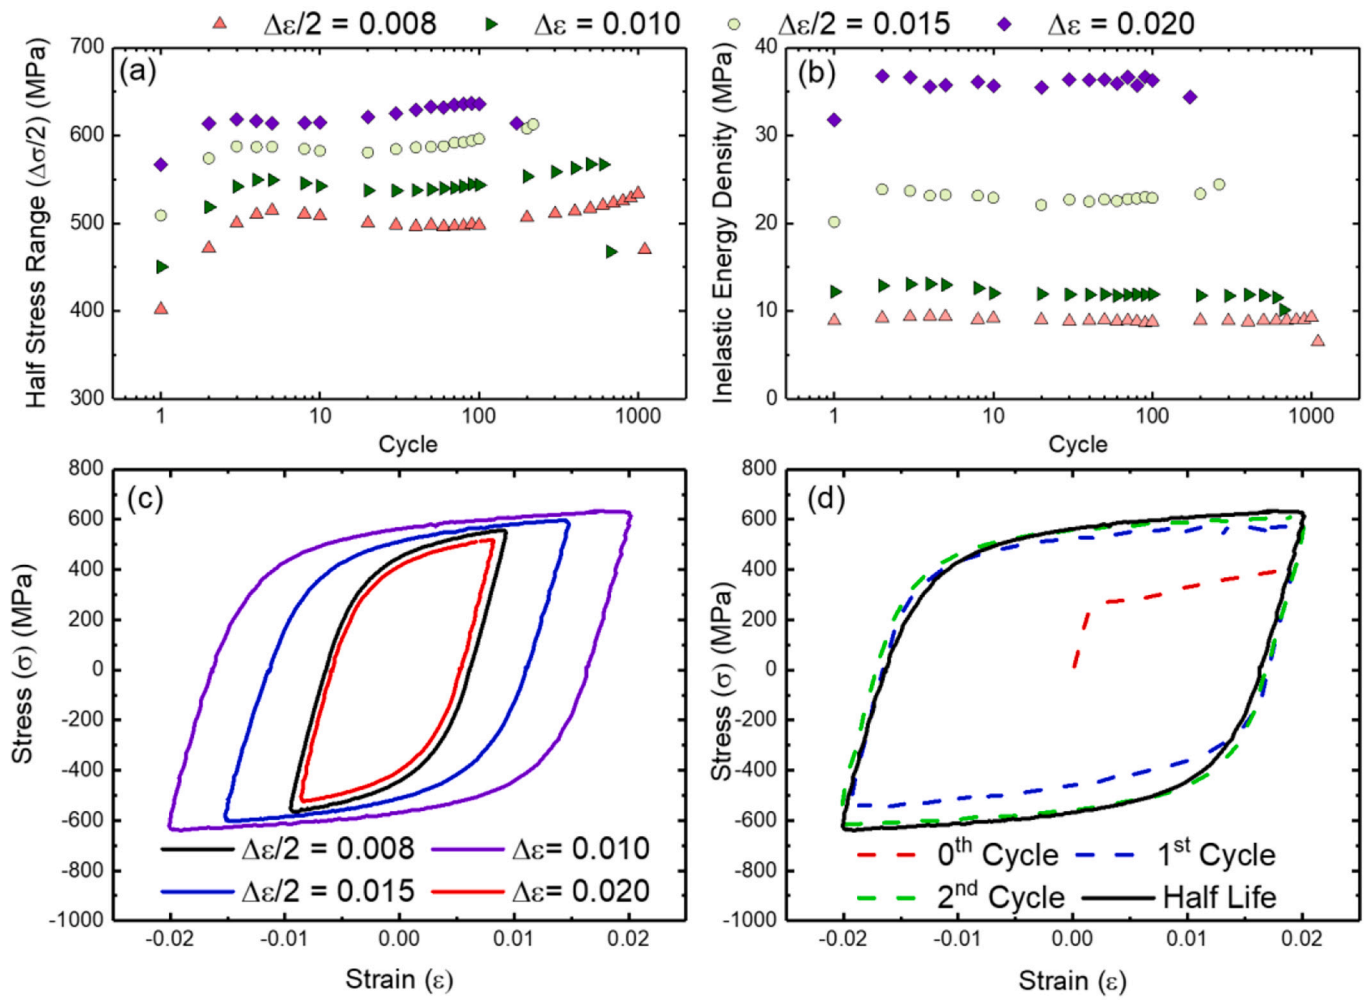 Δε/2 = 0.008 Δε = 0.010 Δε/2 = 0.015 Δε = 0.020
(a)
Half Stress Range (Δσ/2) (MPa)
700
600
500
400
300
1 10 100 1000
Cycle
(b)
Inelastic Energy Density (MPa)
40
30
20
10
0
1 10 100 1000
Cycle
(c)
Stress (σ) (MPa)
800
600
400
200
0
-200
-400
-600
-800
-1000
Δε/2 = 0.008 Δε= 0.010
Δε/2 = 0.015 Δε= 0.020
-0.02 -0.01 0.00 0.01 0.02
Strain (ε)
(d)
Stress (σ) (MPa)
800
600
400
200
0
-200
-400
-600
-800
-1000
0th Cycle 1st Cycle
2nd Cycle Half Life
-0.02 -0.01 0.00 0.01 0.02
Strain (ε)